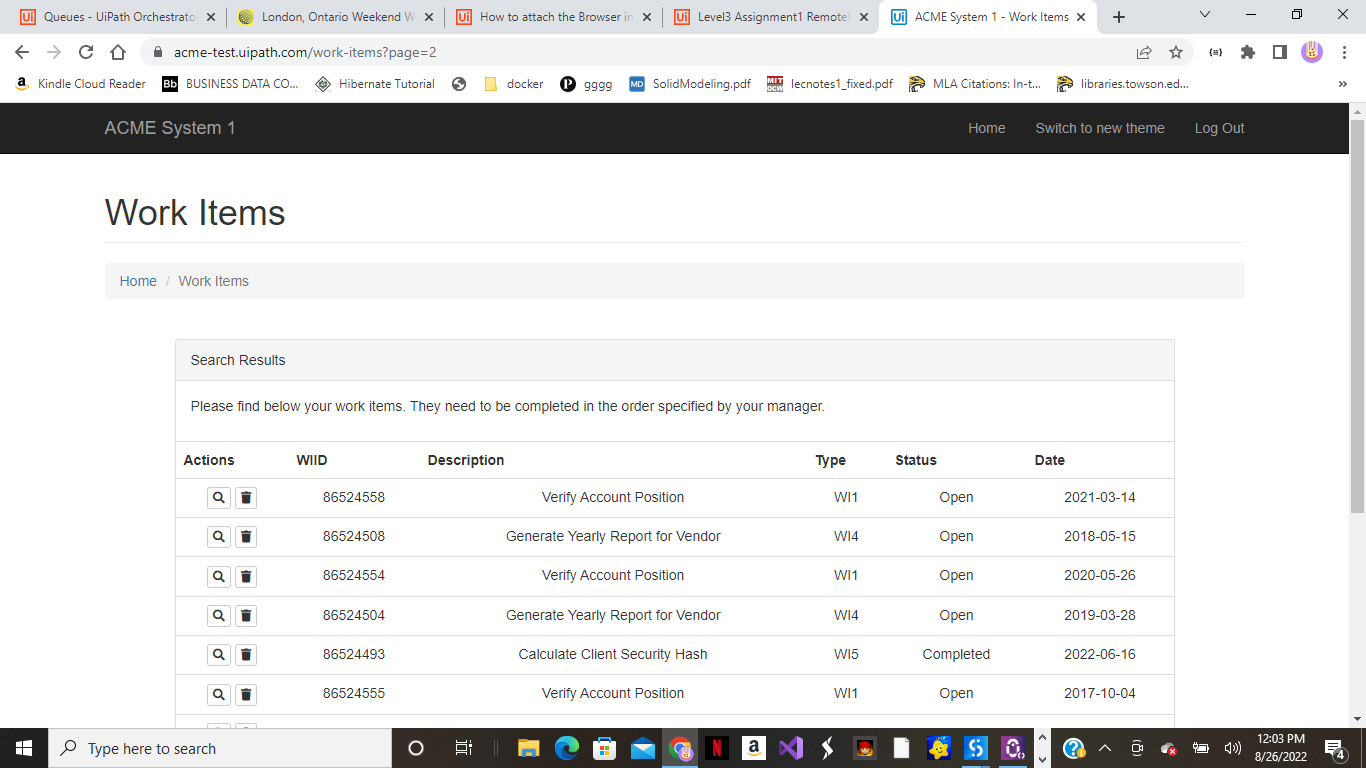 Queues - UiPath Orchestrato London, Ontario Weekend W How to attach the Browser in Level3 Assignment1 Remote ACME System 1 - Work Items
acme-test.uipath.com/work-items?page=2
Kindle Cloud Reader Bb BUSINESS DATA CO... Hibernate Tutorial docker gggg MD SolidModeling.pdf lecnotes1_fixed.pdf MLA Citations: In-t... libraries.towson.ed...
ACME System 1 Home Switch to new theme Log Out
Work Items
Home / Work Items
Search Results
Please find below your work items. They need to be completed in the order specified by your manager.
Actions WIID Description Type Status Date
86524558 Verify Account Position WI1 Open 2021-03-14
86524508 Generate Yearly Report for Vendor WI4 Open 2018-05-15
86524554 Verify Account Position WI1 Open 2020-05-26
86524504 Generate Yearly Report for Vendor WI4 Open 2019-03-28
86524493 Calculate Client Security Hash WI5 Completed 2022-06-16
86524555 Verify Account Position WI1 Open 2017-10-04
Type here to search
12:03 PM
8/26/2022
4